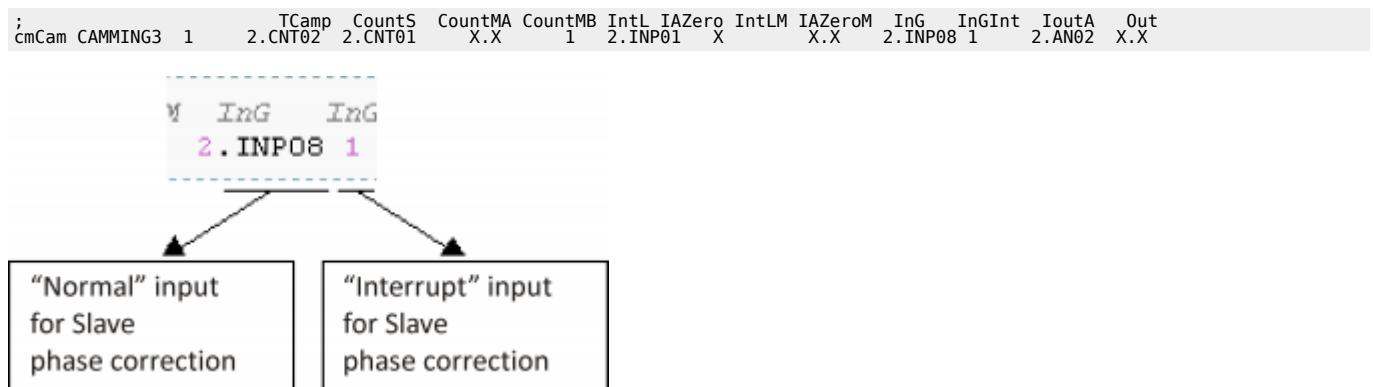 ; TCamp CountS CountMA CountMB IntL IAZero IntLM IAZeroM InG InGInt IoutA Out
cmCam CAMMING3 1 2.CNT02 2.CNT01 X.X 1 2.INP01 X X.X 2.INP08 1 2.AN02 X.X
M InG InG
2.INP08 1
“Normal” input
for Slave
phase correction
“Interrupt” input
for Slave
phase correction